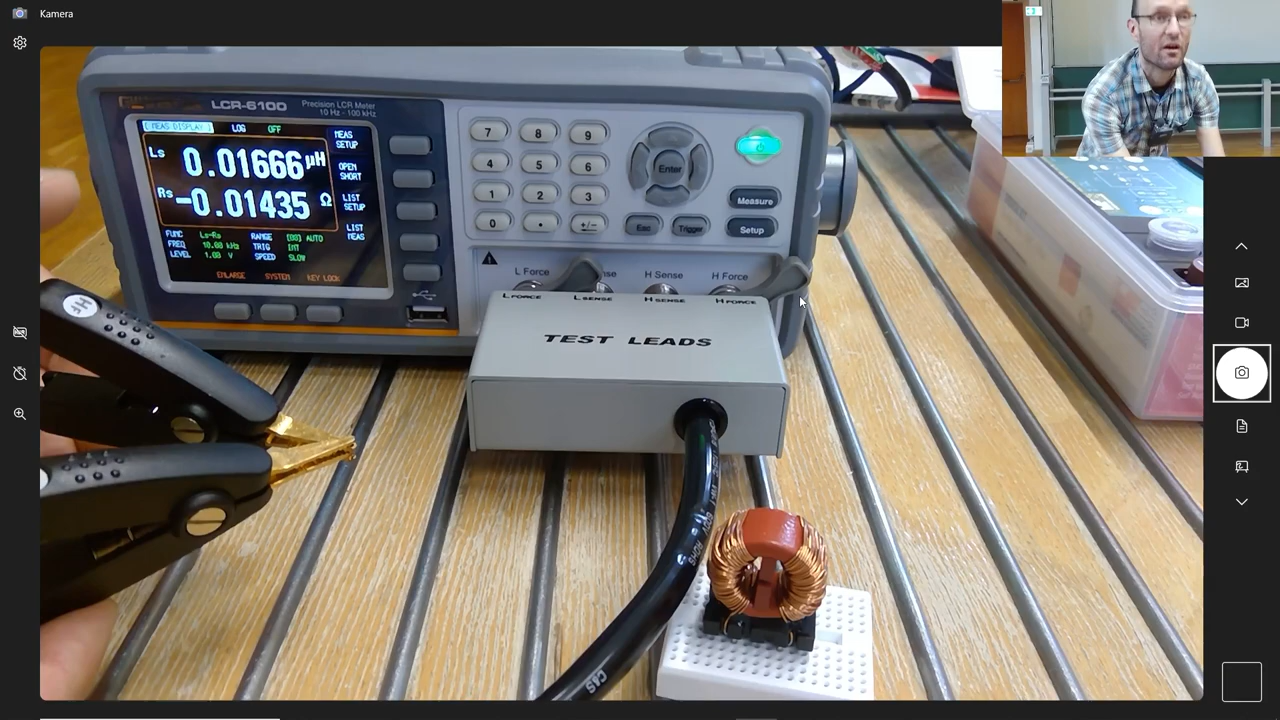 Kamera
LCR-6100
Precision LCR Meter
10 Hz - 100 kHz
[ MEAS DISPLAY ]
LOG
OFF
MEAS
SETUP
Ls 0.01666 µH
OPEN
SHORT
Rs -0.01435 Ω
LIST
SETUP
LIST
MEAS
FUNC Ls-Rs RANGE AUTO
FREQ 10.00 kHz TRIG INT
LEVEL 1.00 V SPEED SLOW
ENLARGE SYSTEM KEY LOCK
7 8 9
4 5 6
1 2 3
0 • +/-
Enter
Esc Trigger
Measure
Setup
L Force H Sense H Force
L FORCE L SENSE H SENSE H FORCE
TEST LEADS
HF
600V
CAS